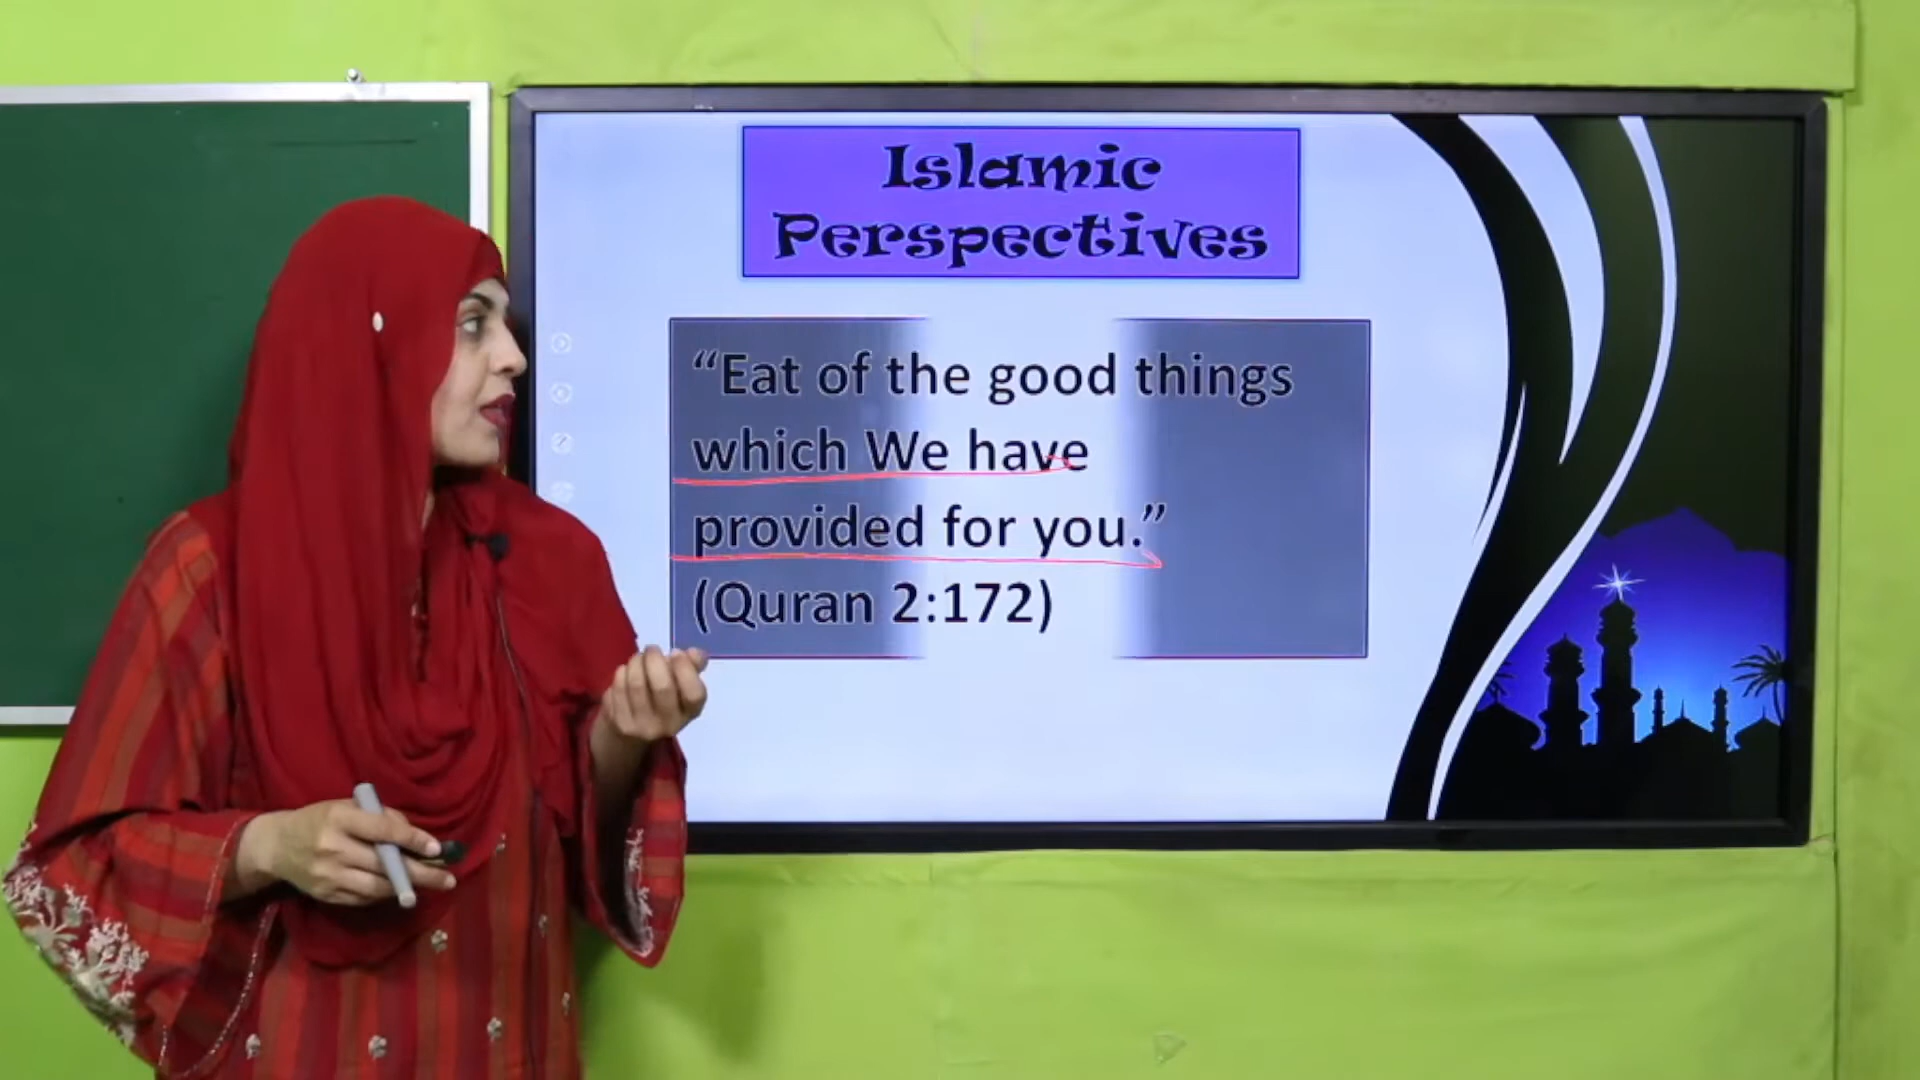 Islamic
Perspectives
“Eat of the good things
which We have
provided for you.”
(Quran 2:172)